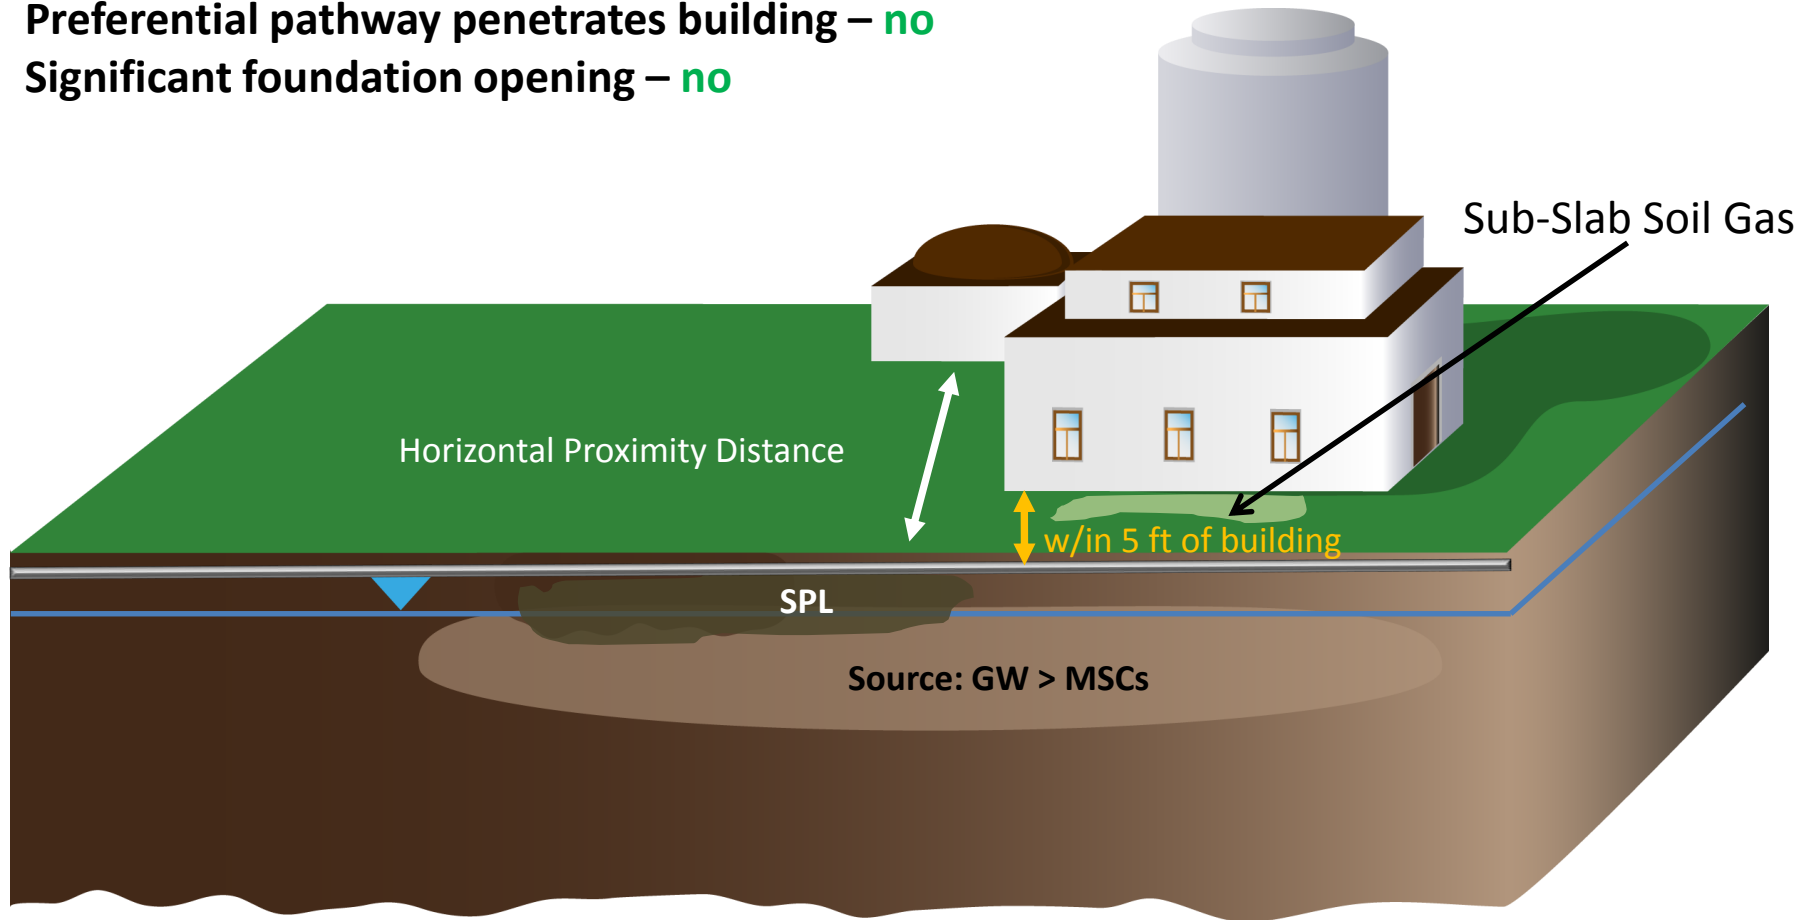 Preferential pathway penetrates building – no
Significant foundation opening – no
Sub-Slab Soil Gas
Horizontal Proximity Distance
w/in 5 ft of building
SPL
Source: GW > MSCs